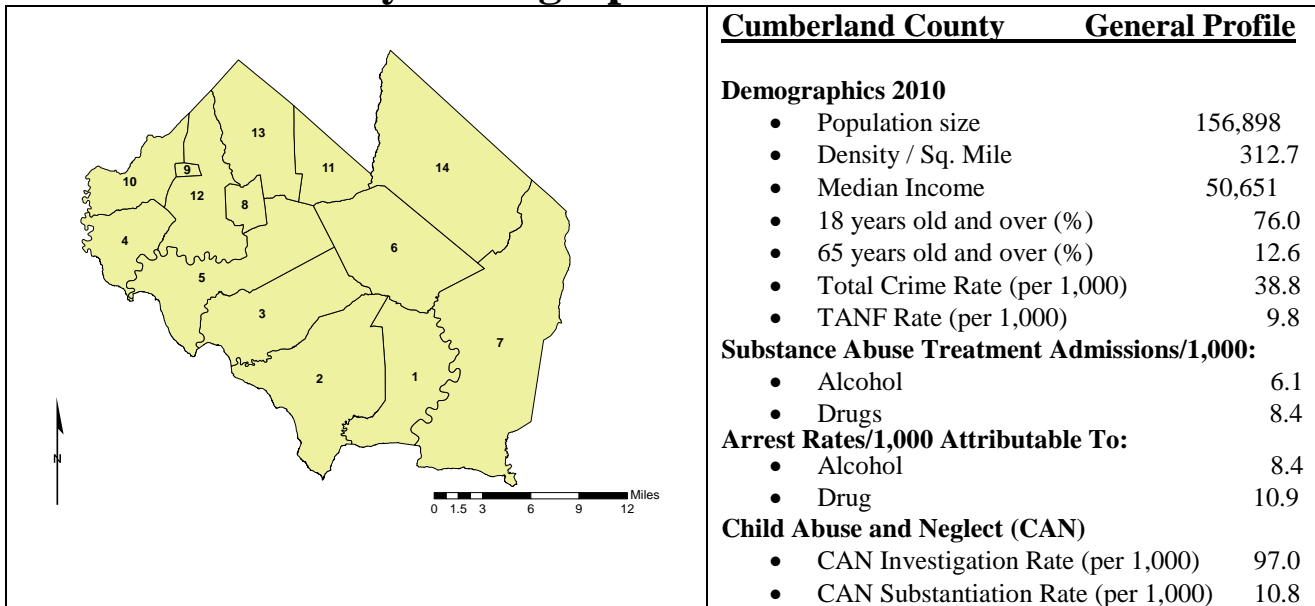 Cumberland County General Profile
Demographics 2010
• Population size 156,898
• Density / Sq. Mile 312.7
• Median Income 50,651
• 18 years old and over (%) 76.0
• 65 years old and over (%) 12.6
• Total Crime Rate (per 1,000) 38.8
• TANF Rate (per 1,000) 9.8
Substance Abuse Treatment Admissions/1,000:
• Alcohol 6.1
• Drugs 8.4
Arrest Rates/1,000 Attributable To:
• Alcohol 8.4
• Drug 10.9
Child Abuse and Neglect (CAN)
• CAN Investigation Rate (per 1,000) 97.0
• CAN Substantiation Rate (per 1,000) 10.8
13
11
14
10
9
12
8
4
6
5
3
7
2
1
N
Miles
0 1.5 3 6 9 12